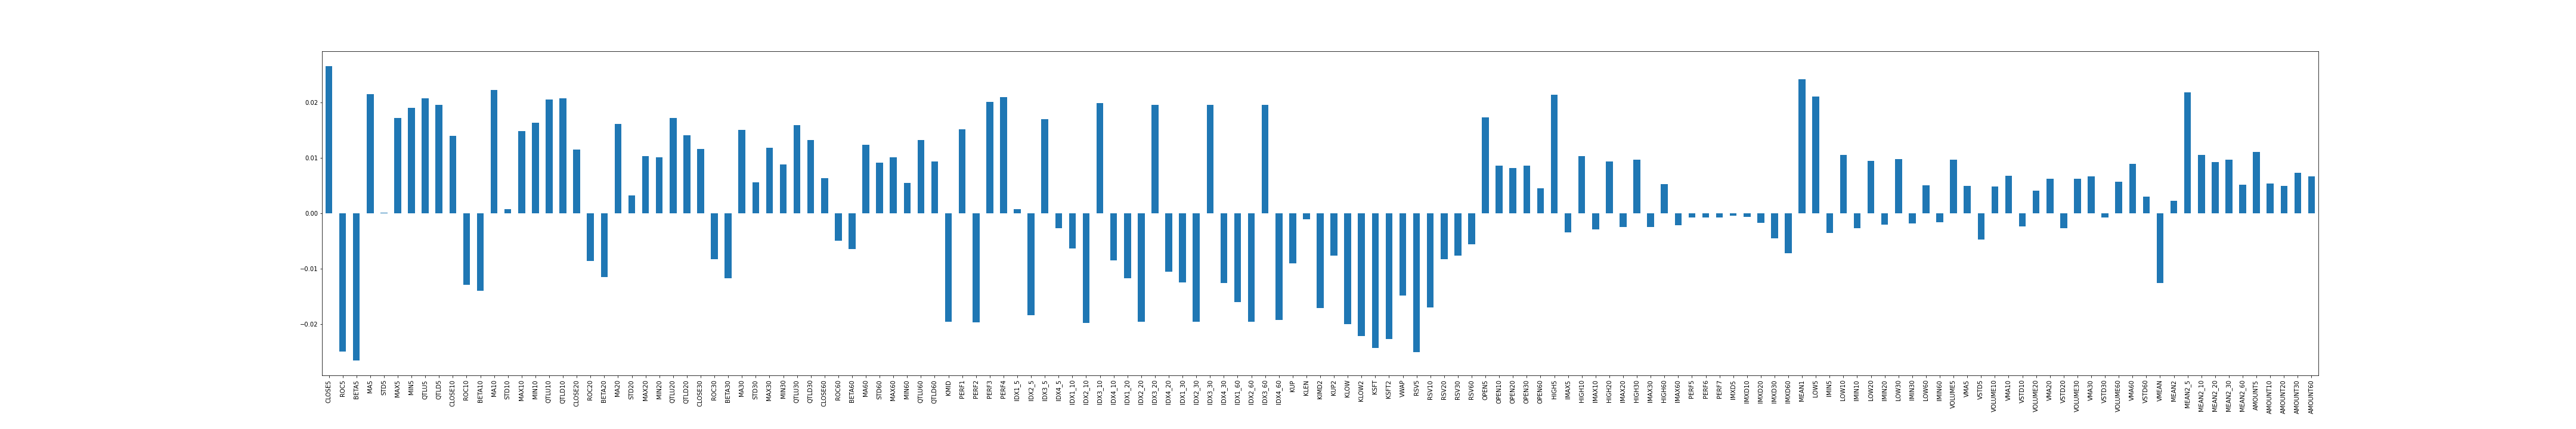 0.02
0.01
0.00
−0.01
−0.02
CLOSE5
ROC5
BETA5
MA5
STD5
MAX5
MIN5
QTLU5
QTLD5
CLOSE10
ROC10
BETA10
MA10
STD10
MAX10
MIN10
QTLU10
QTLD10
CLOSE20
ROC20
BETA20
MA20
STD20
MAX20
MIN20
QTLU20
QTLD20
CLOSE30
ROC30
BETA30
MA30
STD30
MAX30
MIN30
QTLU30
QTLD30
CLOSE60
ROC60
BETA60
MA60
STD60
MAX60
MIN60
QTLU60
QTLD60
KMID
PERF1
PERF2
PERF3
PERF4
IDX1_5
IDX2_5
IDX3_5
IDX4_5
IDX1_10
IDX2_10
IDX3_10
IDX4_10
IDX1_20
IDX2_20
IDX3_20
IDX4_20
IDX1_30
IDX2_30
IDX3_30
IDX4_30
IDX1_60
IDX2_60
IDX3_60
IDX4_60
KUP
KLEN
KIMD2
KUP2
KLOW
KLOW2
KSFT
KSFT2
VWAP
RSV5
RSV10
RSV20
RSV30
RSV60
OPEN5
OPEN10
OPEN20
OPEN30
OPEN60
HIGH5
IMAX5
HIGH10
IMAX10
HIGH20
IMAX20
HIGH30
IMAX30
HIGH60
IMAX60
PERF5
PERF6
PERF7
IMXD5
IMXD10
IMXD20
IMXD30
IMXD60
MEAN1
LOW5
IMIN5
LOW10
IMIN10
LOW20
IMIN20
LOW30
IMIN30
LOW60
IMIN60
VOLUME5
VMA5
VSTD5
VOLUME10
VMA10
VSTD10
VOLUME20
VMA20
VSTD20
VOLUME30
VMA30
VSTD30
VOLUME60
VMA60
VSTD60
VMEAN
MEAN2
MEAN2_5
MEAN2_10
MEAN2_20
MEAN2_30
MEAN2_60
AMOUNT5
AMOUNT10
AMOUNT20
AMOUNT30
AMOUNT60